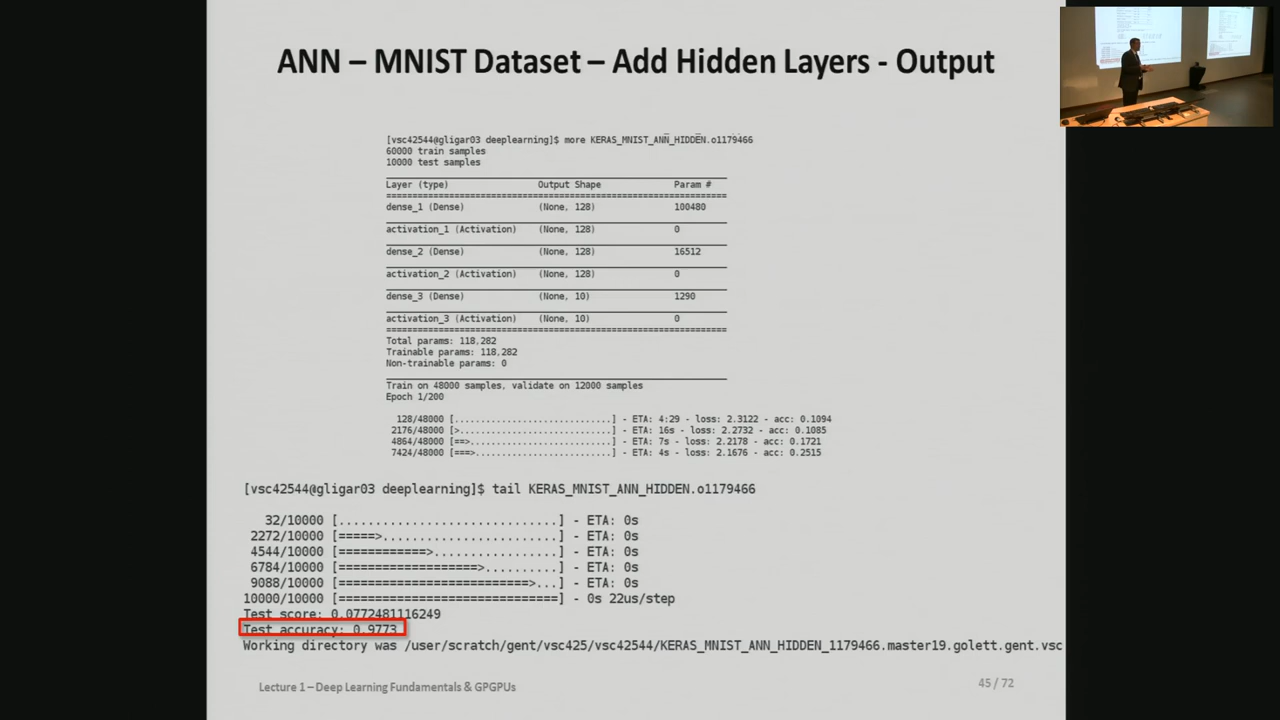 ANN – MNIST Dataset – Add Hidden Layers - Output
[vsc42544@gligar03 deeplearning]$ more KERAS_MNIST_ANN_HIDDEN.o1179466
60000 train samples
10000 test samples
Layer (type) Output Shape Param #
=================================================================
dense_1 (Dense) (None, 128) 100480
activation_1 (Activation) (None, 128) 0
dense_2 (Dense) (None, 128) 16512
activation_2 (Activation) (None, 128) 0
dense_3 (Dense) (None, 10) 1290
activation_3 (Activation) (None, 10) 0
=================================================================
Total params: 118,282
Trainable params: 118,282
Non-trainable params: 0
Train on 48000 samples, validate on 12000 samples
Epoch 1/200
128/48000 [..............................] - ETA: 4:29 - loss: 2.3122 - acc: 0.1094
2176/48000 [>.............................] - ETA: 16s - loss: 2.2732 - acc: 0.1085
4864/48000 [==>...........................] - ETA: 7s - loss: 2.2178 - acc: 0.1721
7424/48000 [===>..........................] - ETA: 4s - loss: 2.1676 - acc: 0.2515
[vsc42544@gligar03 deeplearning]$ tail KERAS_MNIST_ANN_HIDDEN.o1179466
32/10000 [..............................] - ETA: 0s
2272/10000 [=====>........................] - ETA: 0s
4544/10000 [============>.................] - ETA: 0s
6784/10000 [===================>..........] - ETA: 0s
9088/10000 [==========================>...] - ETA: 0s
10000/10000 [==============================] - 0s 22us/step
Test score: 0.0772481116249
Test accuracy: 0.9773
Working directory was /user/scratch/gent/vsc425/vsc42544/KERAS_MNIST_ANN_HIDDEN_1179466.master19.golett.gent.vsc
Lecture 1 – Deep Learning Fundamentals & GPGPUs
45 / 72